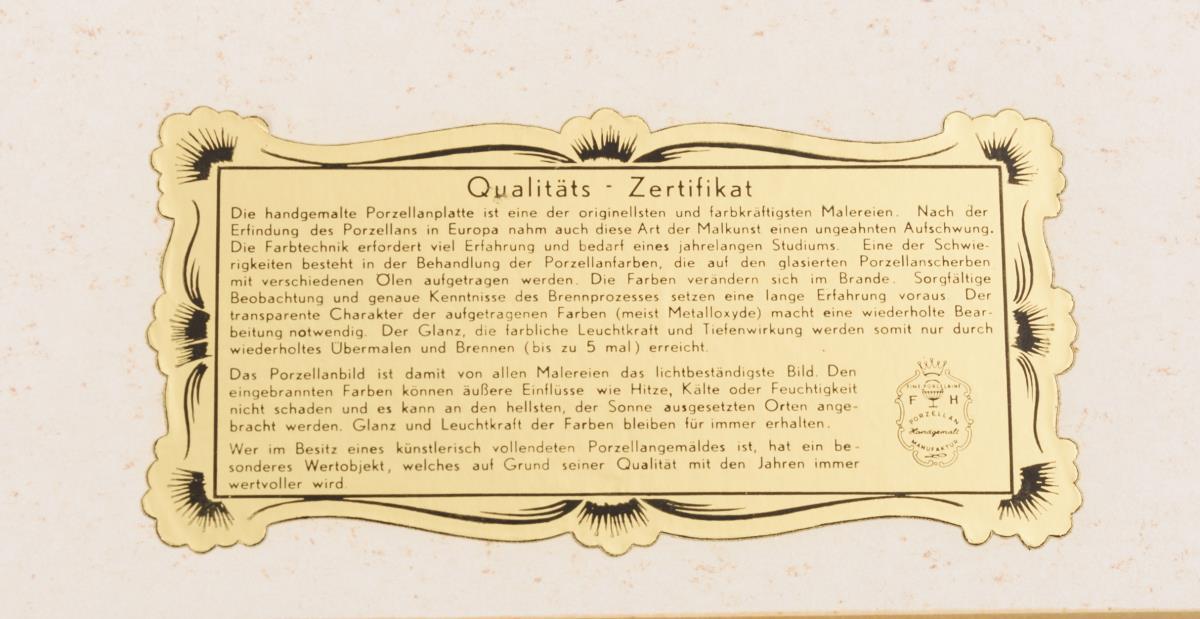 Qualitäts - Zertifikat
Die handgemalte Porzellanplatte ist eine der originellsten und farbkräftigsten Malereien. Nach der
Erfindung des Porzellans in Europa nahm auch diese Art der Malkunst einen ungeahnten Aufschwung.
Die Farbtechnik erfordert viel Erfahrung und bedarf eines jahrelangen Studiums. Eine der Schwie-
rigkeiten besteht in der Behandlung der Porzellanfarben, die auf den glasierten Porzellanscherben
mit verschiedenen Ölen aufgetragen werden. Die Farben verändern sich im Brande. Sorgfältige
Beobachtung und genaue Kenntnisse des Brennprozesses setzen eine lange Erfahrung voraus. Der
transparente Charakter der aufgetragenen Farben (meist Metalloxyde) macht eine wiederholte Bear-
beitung notwendig. Der Glanz, die farbliche Leuchtkraft und Tiefenwirkung werden somit nur durch
wiederholtes Übermalen und Brennen (bis zu 5 mal) erreicht.
Das Porzellanbild ist damit von allen Malereien das lichtbeständigste Bild. Den
eingebrannten Farben können äußere Einflüsse wie Hitze, Kälte oder Feuchtigkeit
nicht schaden und es kann an den hellsten, der Sonne ausgesetzten Orten ange-
bracht werden. Glanz und Leuchtkraft der Farben bleiben für immer erhalten.
Wer im Besitz eines künstlerisch vollendeten Porzellangemäldes ist, hat ein be-
sonderes Wertobjekt, welches auf Grund seiner Qualität mit den Jahren immer
wertvoller wird.
FINE PORCELAINE
F H
PORZELLAN
Handgemalt
MANUFAKTUR